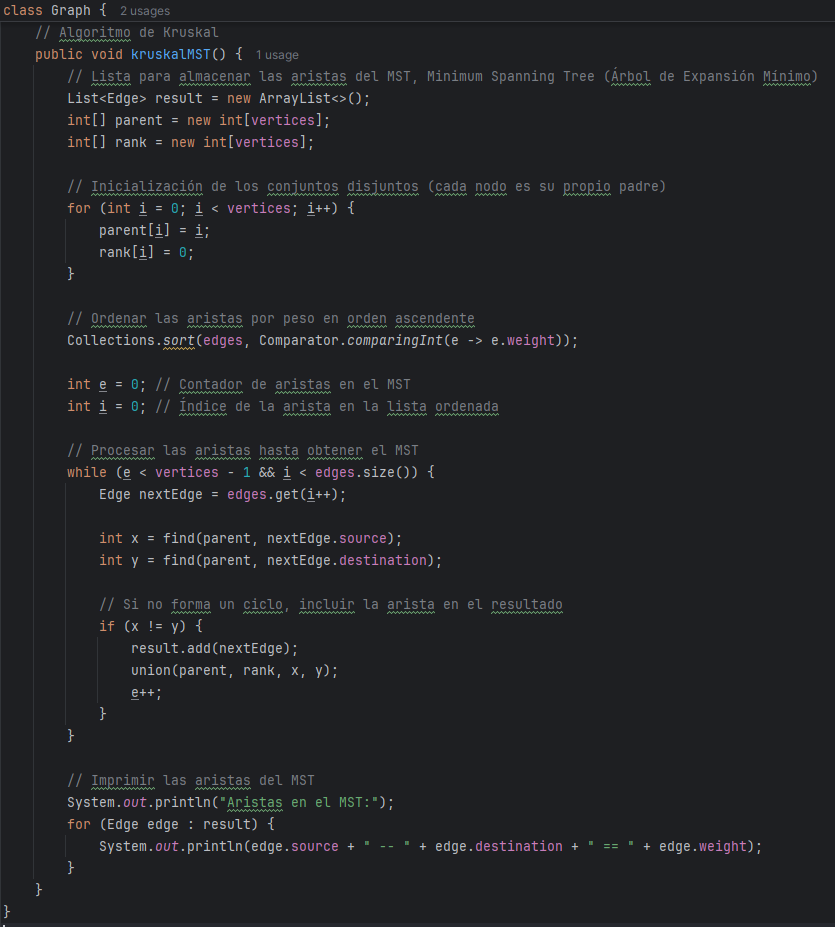 class Graph {  2 usages
    // Algoritmo de Kruskal
    public void kruskalMST() {  1 usage
        // Lista para almacenar las aristas del MST, Minimum Spanning Tree (Árbol de Expansión Mínimo)
        List<Edge> result = new ArrayList<>();
        int[] parent = new int[vertices];
        int[] rank = new int[vertices];

        // Inicialización de los conjuntos disjuntos (cada nodo es su propio padre)
        for (int i = 0; i < vertices; i++) {
            parent[i] = i;
            rank[i] = 0;
        }

        // Ordenar las aristas por peso en orden ascendente
        Collections.sort(edges, Comparator.comparingInt(e -> e.weight));

        int e = 0; // Contador de aristas en el MST
        int i = 0; // Índice de la arista en la lista ordenada

        // Procesar las aristas hasta obtener el MST
        while (e < vertices - 1 && i < edges.size()) {
            Edge nextEdge = edges.get(i++);

            int x = find(parent, nextEdge.source);
            int y = find(parent, nextEdge.destination);

            // Si no forma un ciclo, incluir la arista en el resultado
            if (x != y) {
                result.add(nextEdge);
                union(parent, rank, x, y);
                e++;
            }
        }

        // Imprimir las aristas del MST
        System.out.println("Aristas en el MST:");
        for (Edge edge : result) {
            System.out.println(edge.source + " -- " + edge.destination + " == " + edge.weight);
        }
    }
}